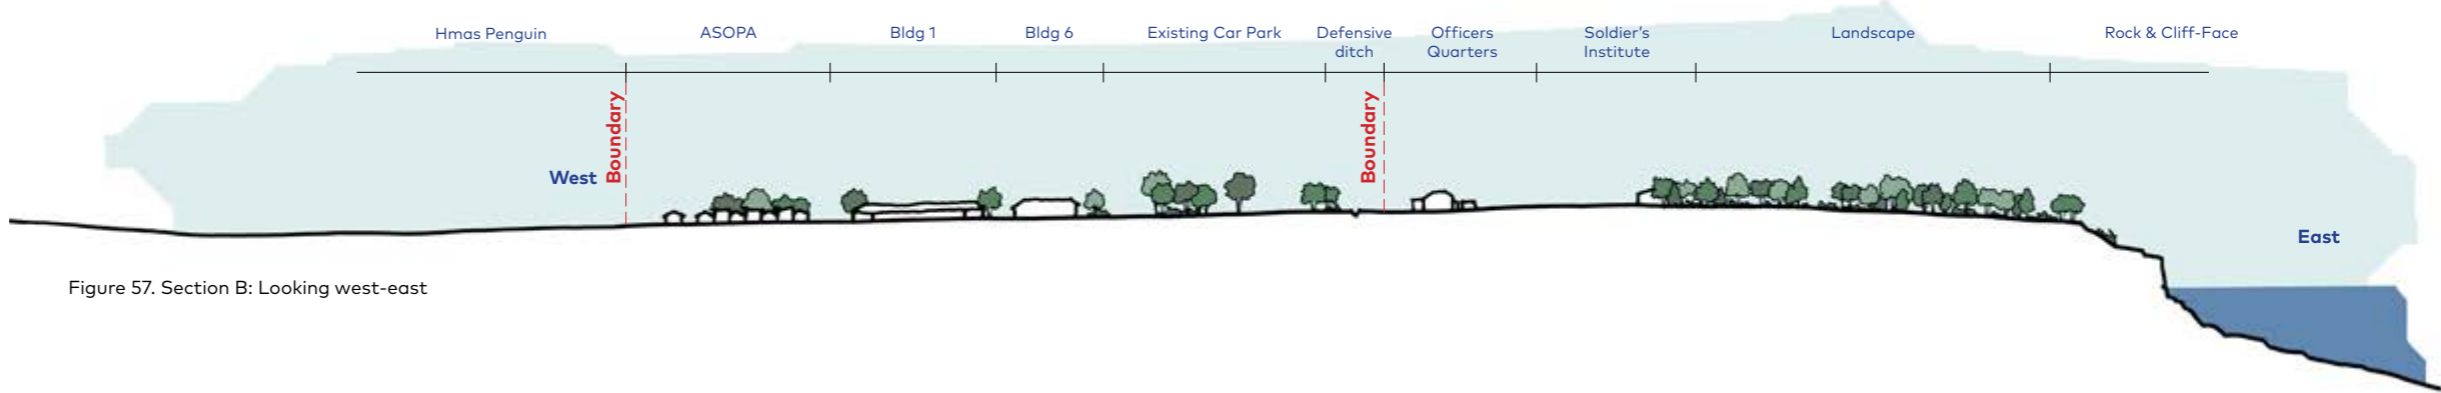 Hmas Penguin
ASOPA
Bldg 1
Bldg 6
Existing Car Park
Defensive
ditch
Officers
Quarters
Soldier's
Institute
Landscape
Rock & Cliff-Face
Boundary
Boundary
West
East
Figure 57. Section B: Looking west-east